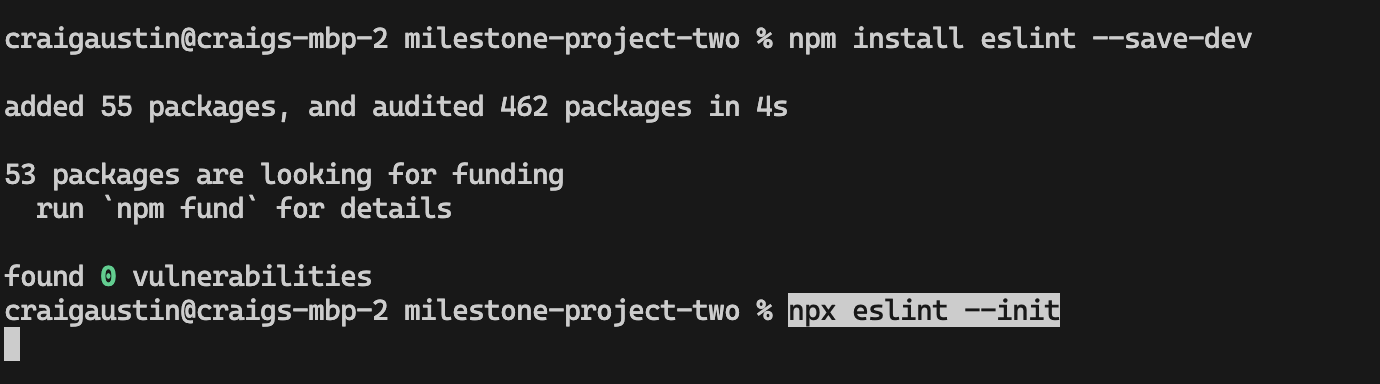 craigaustin@craigs-mbp-2 milestone-project-two % npm install eslint --save-dev
added 55 packages, and audited 462 packages in 4s
53 packages are looking for funding
  run `npm fund` for details
found 0 vulnerabilities
craigaustin@craigs-mbp-2 milestone-project-two % npx eslint --init